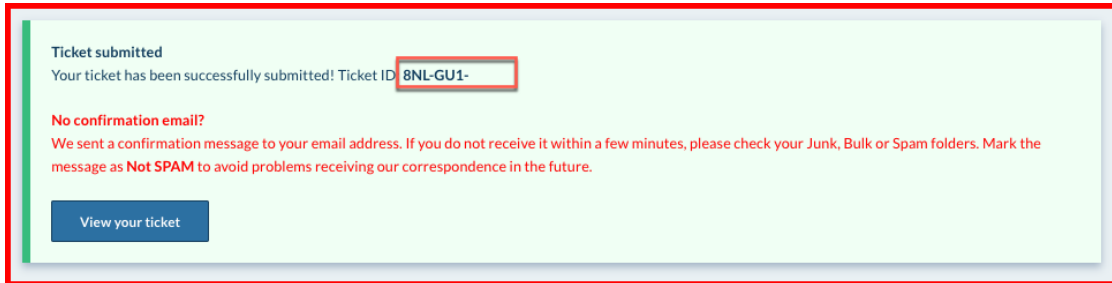 Ticket submitted
Your ticket has been successfully submitted! Ticket ID 8NL-GU1-
No confirmation email?
We sent a confirmation message to your email address. If you do not receive it within a few minutes, please check your Junk, Bulk or Spam folders. Mark the
message as Not SPAM to avoid problems receiving our correspondence in the future.
View your ticket